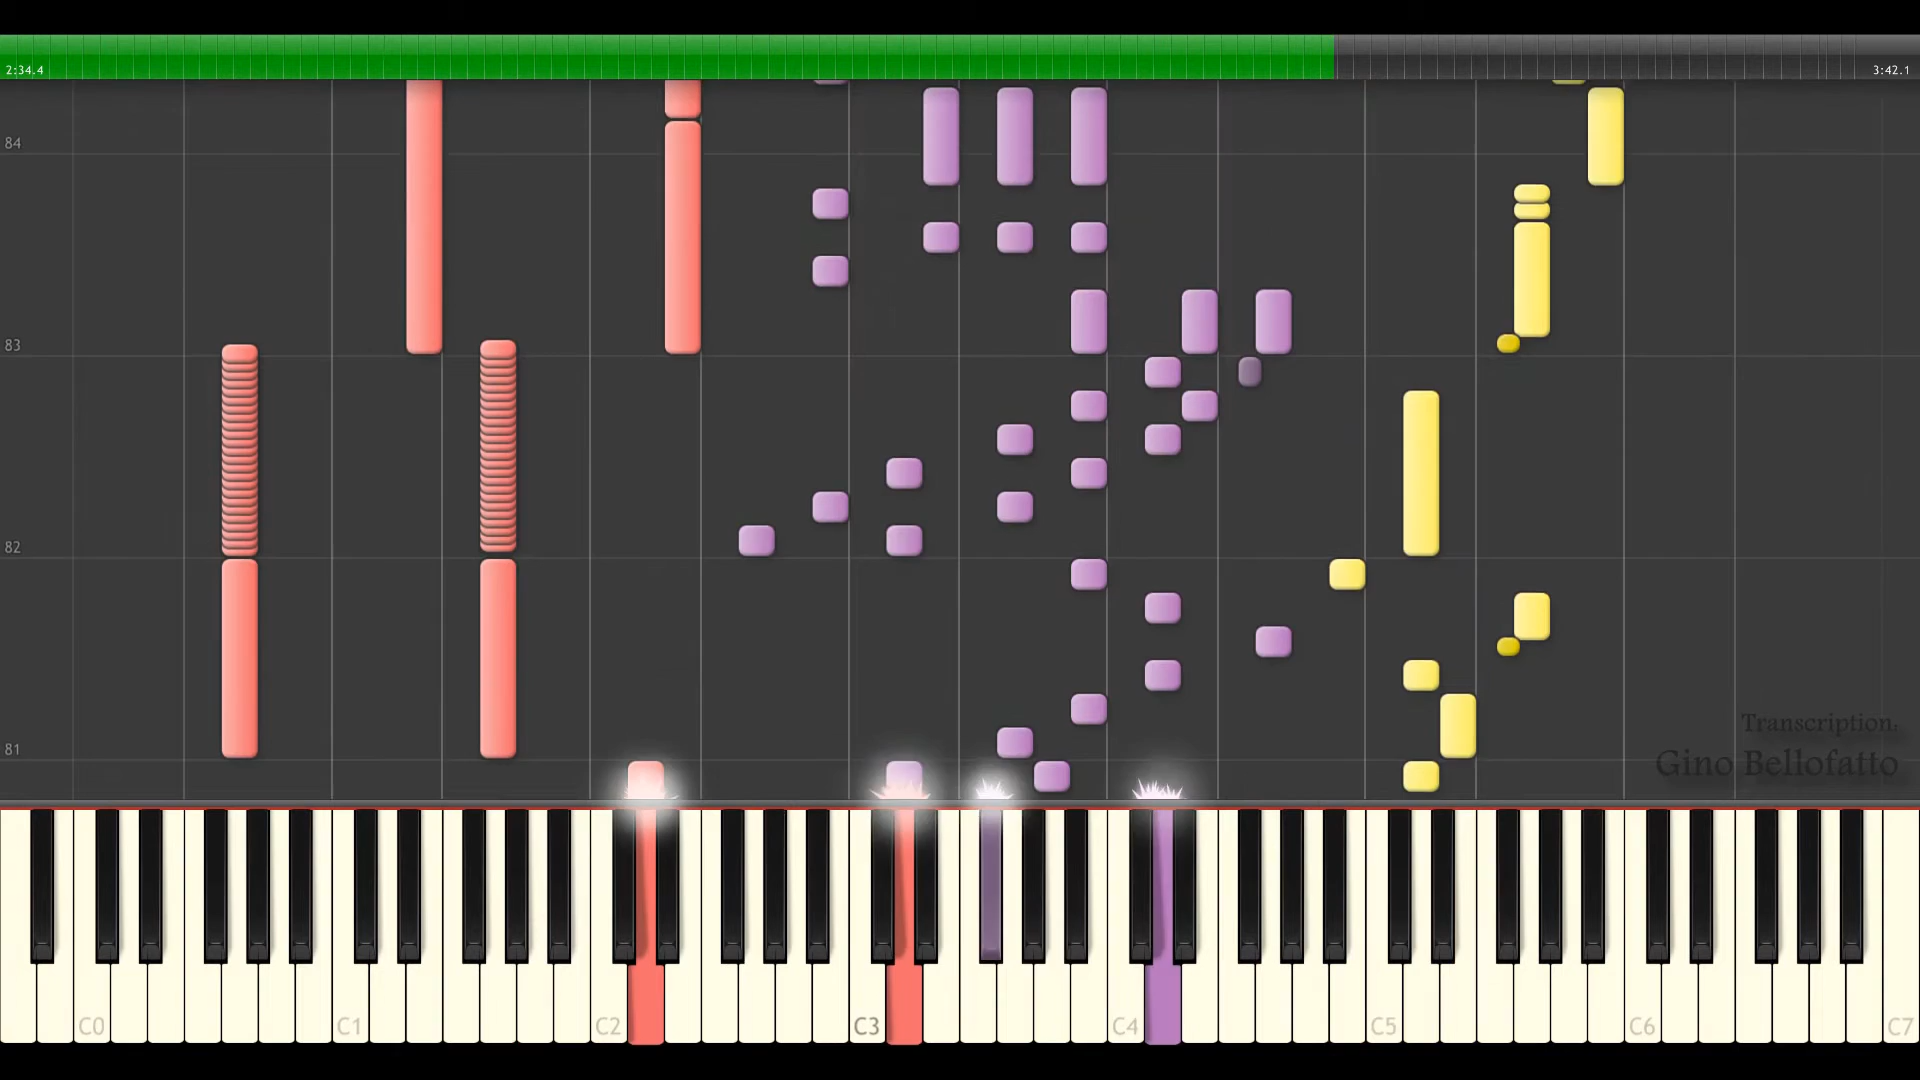 2:34.4
3:42.1
84
83
82
81
Transcription:
Gino Bellofatto
C0 C1 C2 C3 C4 C5 C6 C7